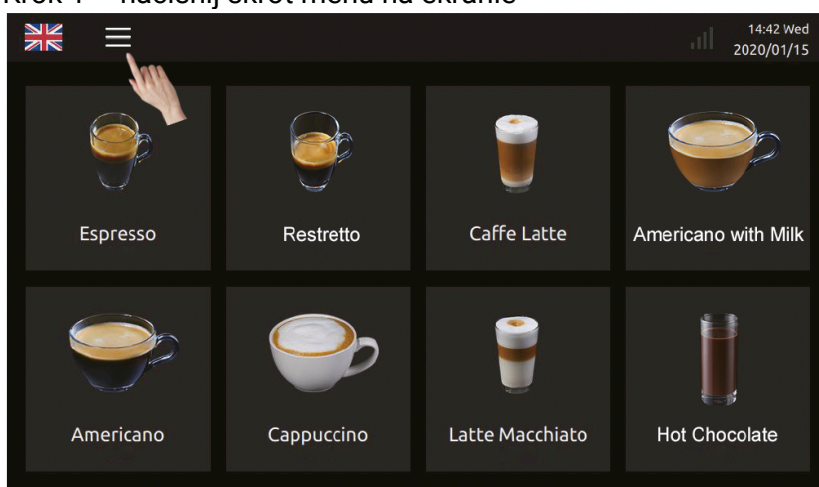 14:42 Wed
2020/01/15
Espresso
Restretto
Caffe Latte
Americano with Milk
Americano
Cappuccino
Latte Macchiato
Hot Chocolate